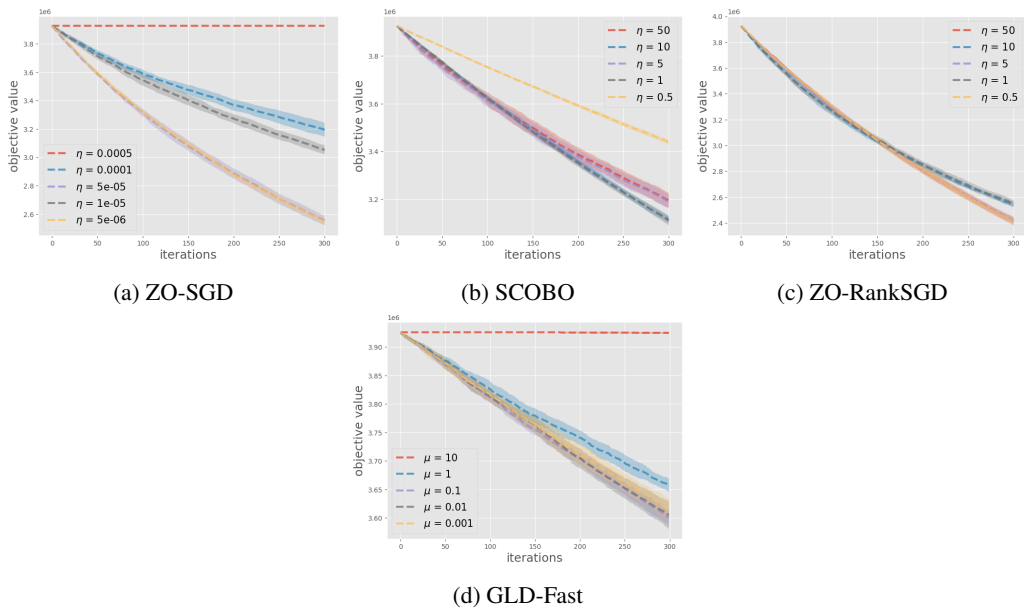 1e6
3.8
3.6
3.4
3.2
3.0
2.8
2.6
objective value
η = 0.0005
η = 0.0001
η = 5e-05
η = 1e-05
η = 5e-06
0 50 100 150 200 250 300
iterations
(a) ZO-SGD
1e6
3.8
3.6
3.4
3.2
objective value
η = 50
η = 10
η = 5
η = 1
η = 0.5
0 50 100 150 200 250 300
iterations
(b) SCOBO
1e6
4.0
3.8
3.6
3.4
3.2
3.0
2.8
2.6
2.4
objective value
η = 50
η = 10
η = 5
η = 1
η = 0.5
0 50 100 150 200 250 300
iterations
(c) ZO-RankSGD
1e6
3.90
3.85
3.80
3.75
3.70
3.65
3.60
objective value
μ = 10
μ = 1
μ = 0.1
μ = 0.01
μ = 0.001
0 50 100 150 200 250 300
iterations
(d) GLD-Fast